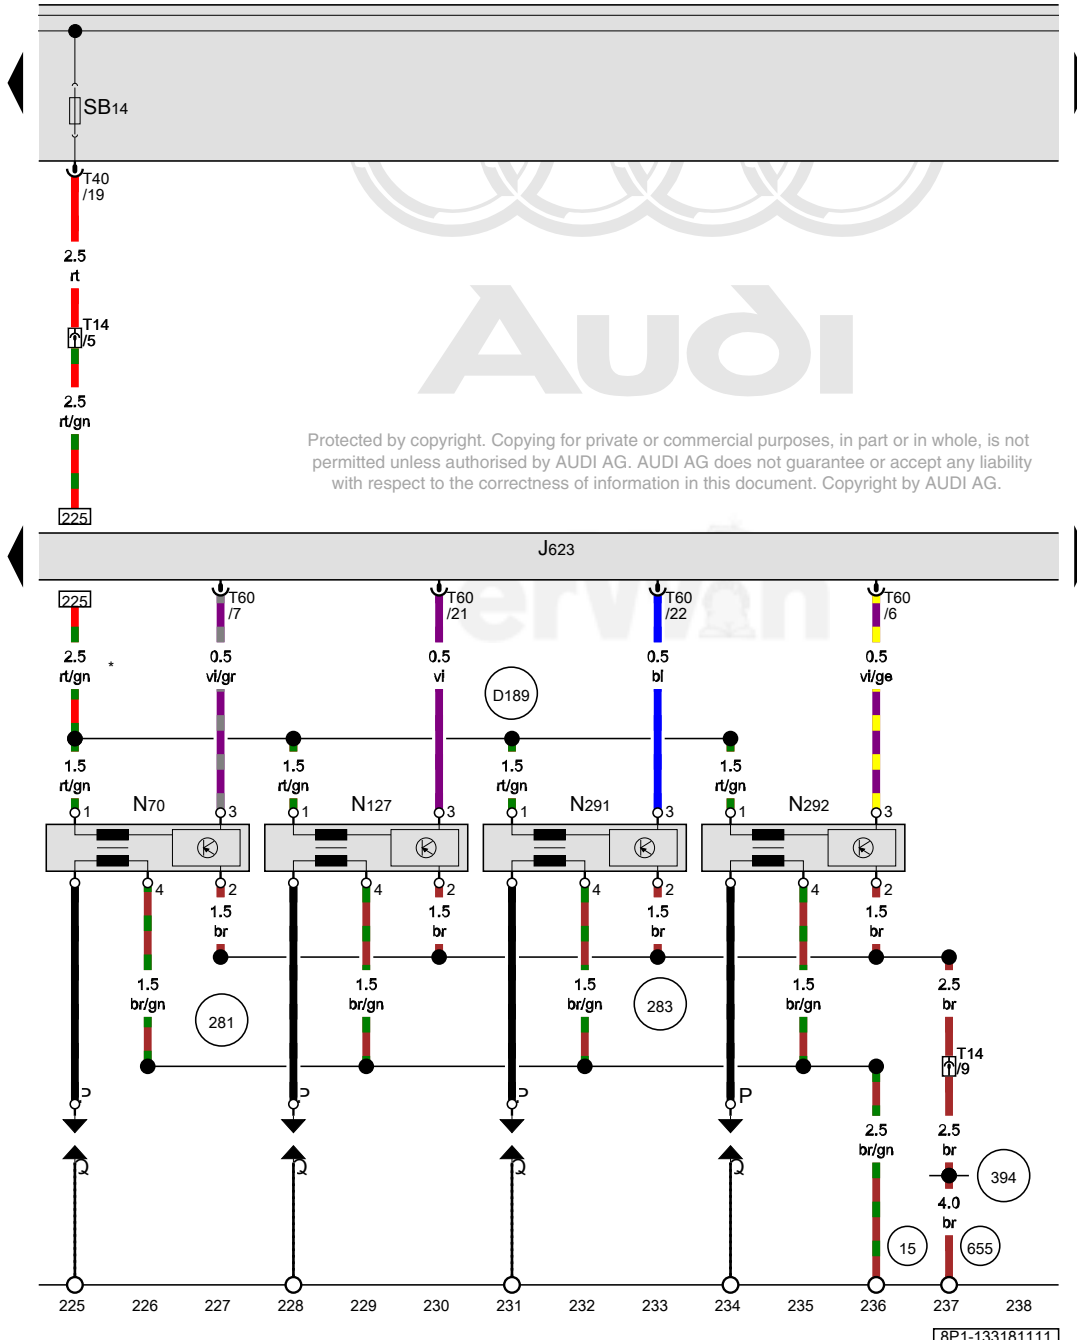 SB14
T40
/19
2.5
rt
T14
/5
2.5
rt/gn
225
Audi
Protected by copyright. Copying for private or commercial purposes, in part or in whole, is not
permitted unless authorised by AUDI AG. AUDI AG does not guarantee or accept any liability
with respect to the correctness of information in this document. Copyright by AUDI AG.
J623
erWin
225 T60 T60 T60 T60
/7 /21 /22 /6
2.5 0.5 0.5 0.5 0.5
rt/gn * vi/gr vi bl vi/ge
D189
1.5 1.5 1.5 1.5
rt/gn rt/gn rt/gn rt/gn
N70 N127 N291 N292
1 3 1 3 1 3 1 3
4 2 4 2 4 2 4 2
1.5 1.5 1.5 1.5
br br br br
1.5 1.5 1.5 1.5 2.5
br/gn br/gn br/gn br/gn br
281 283
T14
/9
P P P P
2.5 2.5
br/gn br
Q Q Q Q
394
4.0
br
15 655
225 226 227 228 229 230 231 232 233 234 235 236 237 238
8P1-133181111